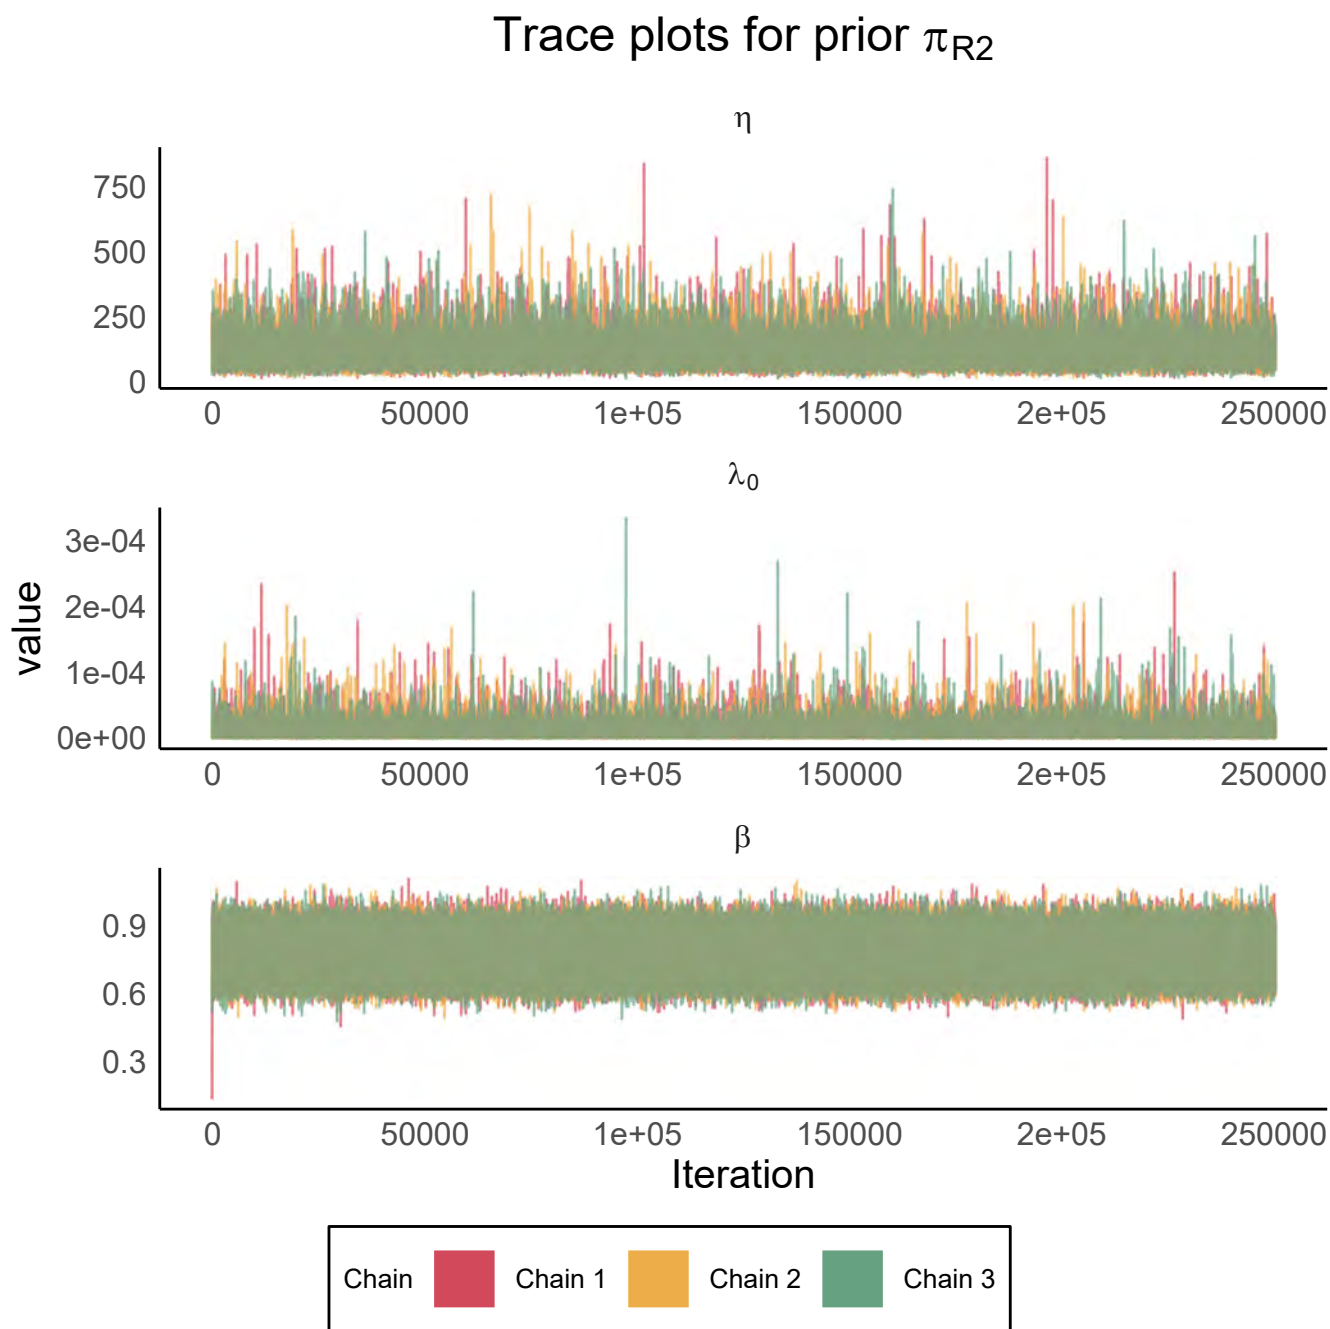 Trace plots for prior π_R2
η
750
500
250
0
0 50000 1e+05 150000 2e+05 250000
λ₀
3e-04
2e-04
1e-04
0e+00
0 50000 1e+05 150000 2e+05 250000
value
β
0.9
0.6
0.3
0 50000 1e+05 150000 2e+05 250000
Iteration
Chain Chain 1 Chain 2 Chain 3